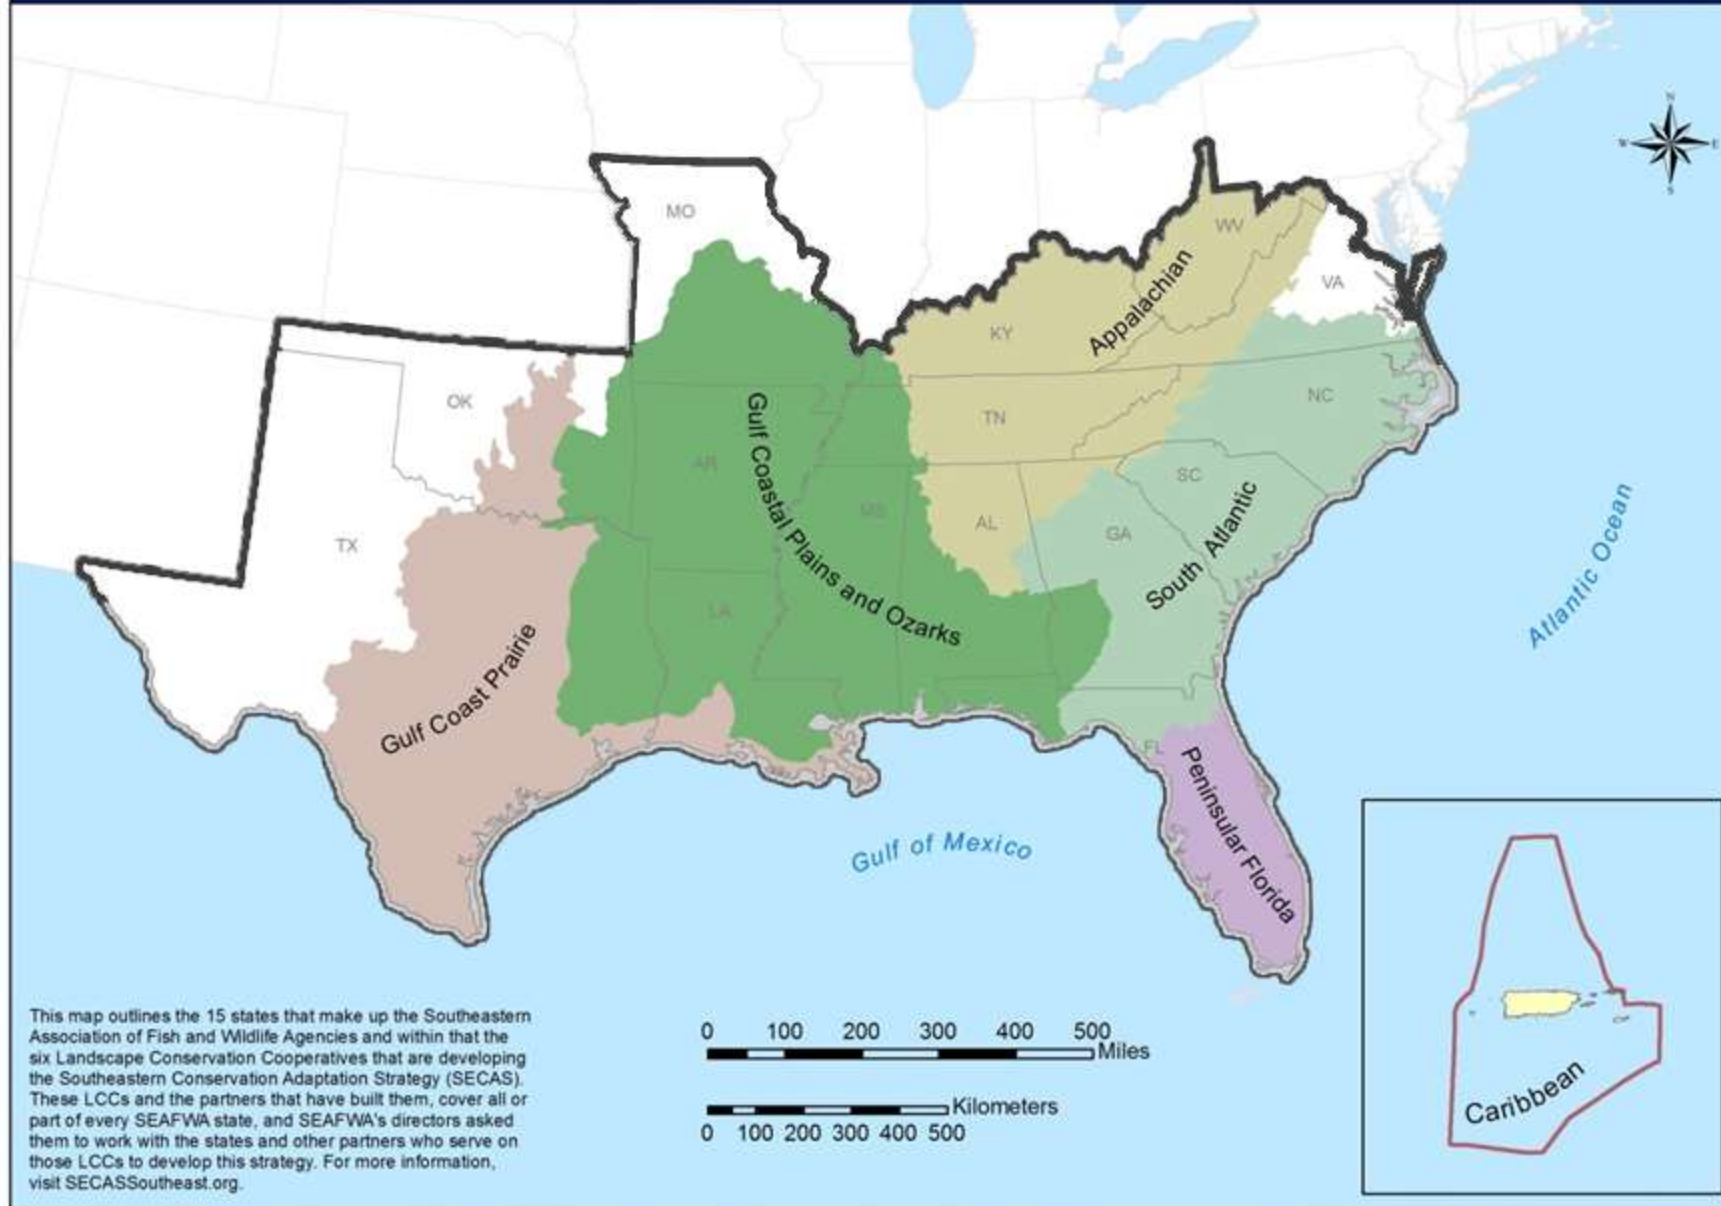 N
W E
S
MO
WV
VA
KY
Appalachian
OK
NC
TN
AR
Gulf Coastal Plains and Ozarks
SC
MS
AL
GA
South Atlantic
TX
Atlantic Ocean
LA
Gulf Coast Prairie
FL
Peninsular Florida
Gulf of Mexico
This map outlines the 15 states that make up the Southeastern
Association of Fish and Wildlife Agencies and within that the
six Landscape Conservation Cooperatives that are developing
the Southeastern Conservation Adaptation Strategy (SECAS).
These LCCs and the partners that have built them, cover all or
part of every SEAFWA state, and SEAFWA's directors asked
them to work with the states and other partners who serve on
those LCCs to develop this strategy. For more information,
visit SECASSoutheast.org.
0 100 200 300 400 500
Miles
Kilometers
0 100 200 300 400 500
Caribbean